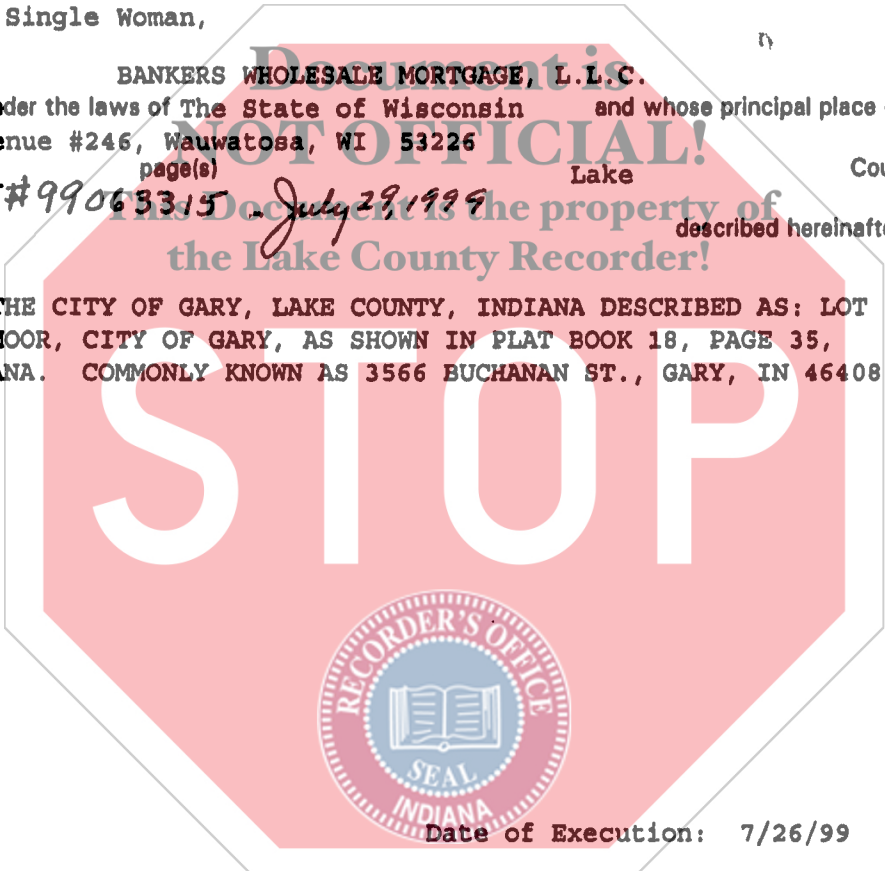 Single Woman,
Document is
BANKERS WHOLESALE MORTGAGE, L.L.C.
der the laws of The State of Wisconsin and whose principal place
NOT OFFICIAL!
enue #246, Wauwatosa, WI 53226
page(s) Lake Cou
#99063315 - July 29, 1999
This Document is the property of
described hereinafte
the Lake County Recorder!
THE CITY OF GARY, LAKE COUNTY, INDIANA DESCRIBED AS: LOT
OOR, CITY OF GARY, AS SHOWN IN PLAT BOOK 18, PAGE 35,
ANA. COMMONLY KNOWN AS 3566 BUCHANAN ST., GARY, IN 46408
STOP
RECORDER'S OFFICE
SEAL
INDIANA
Date of Execution: 7/26/99